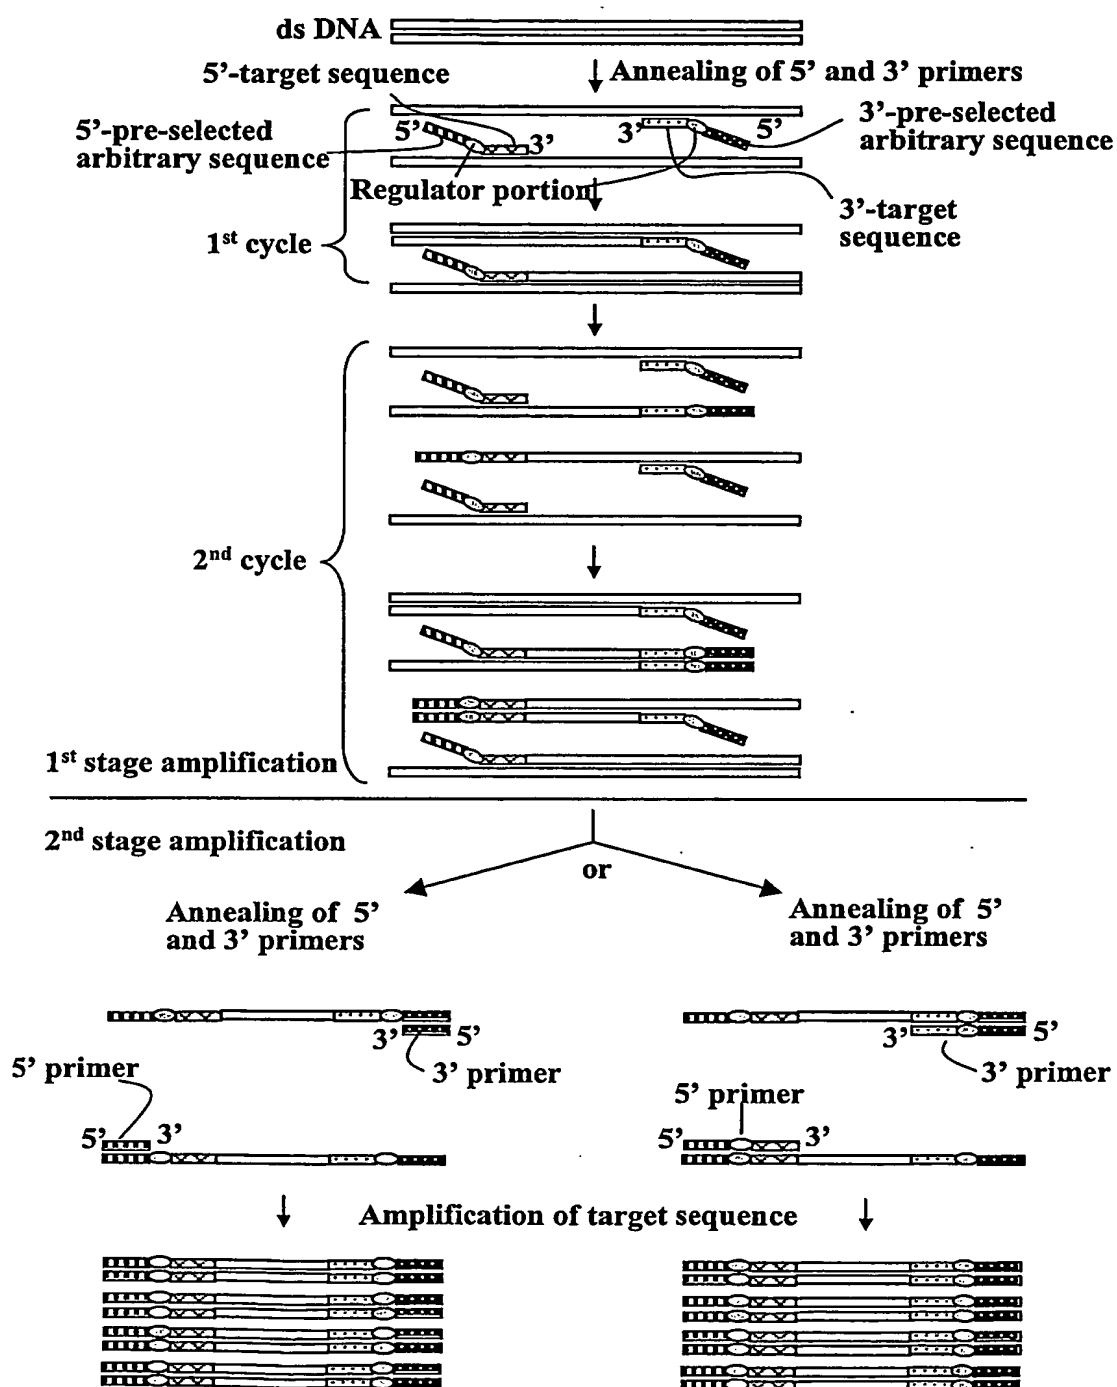 ds DNA
Annealing of 5’ and 3’ primers
5’-target sequence
5’-pre-selected
arbitrary sequence
5’
3’
3’
5’
3’-pre-selected
arbitrary sequence
Regulator portion
3’-target
sequence
1st cycle
2nd cycle
1st stage amplification
2nd stage amplification
or
Annealing of 5’
and 3’ primers
Annealing of 5’
and 3’ primers
3’ 5’
3’ primer
5’ primer
5’ 3’
3’ 5’
3’ primer
5’ primer
5’ 3’
Amplification of target sequence